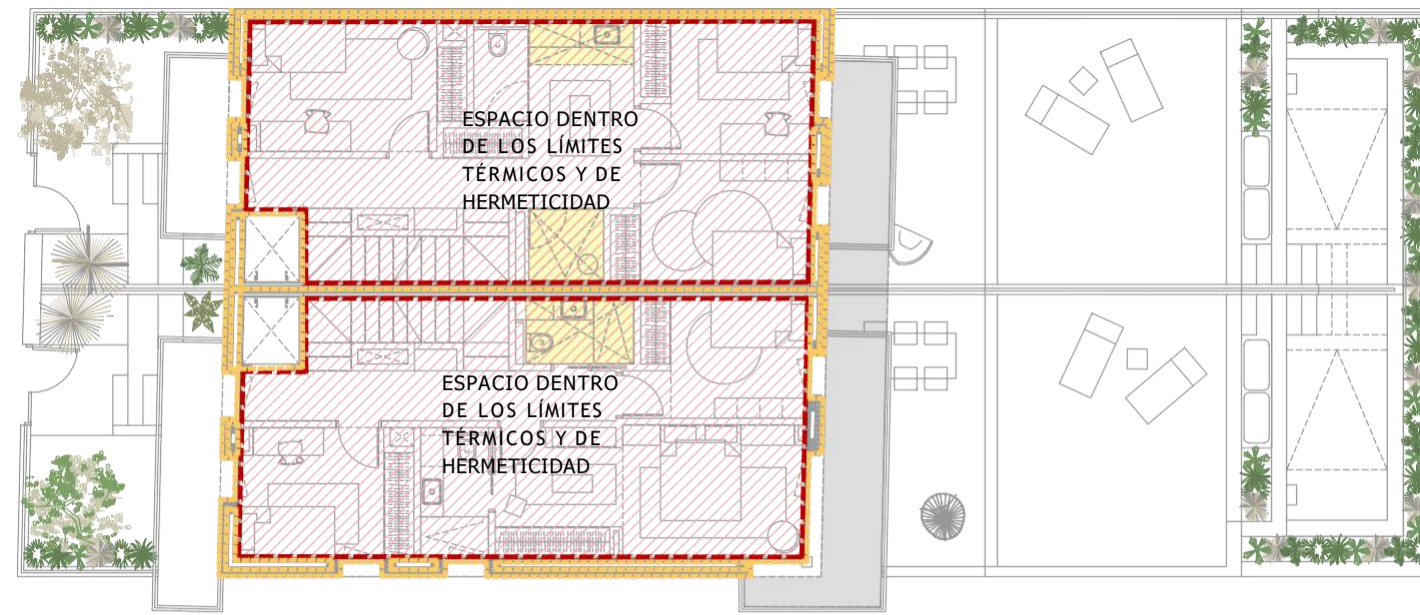 ESPACIO DENTRO
DE LOS LÍMITES
TÉRMICOS Y DE
HERMETICIDAD
ESPACIO DENTRO
DE LOS LÍMITES
TÉRMICOS Y DE
HERMETICIDAD